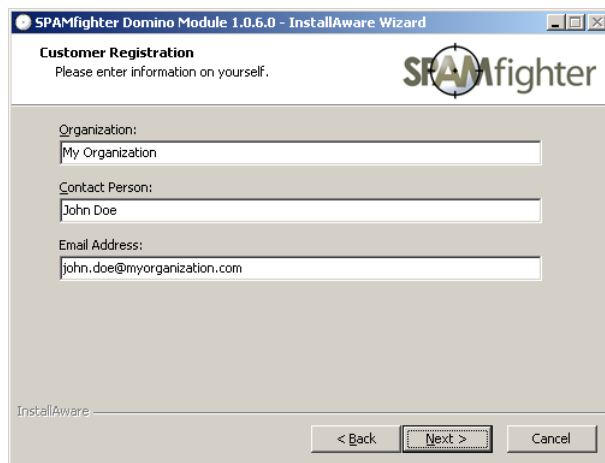 SPAMfighter Domino Module 1.0.6.0 - InstallAware Wizard
Customer Registration
Please enter information on yourself.
SPAMfighter
Organization:
My Organization
Contact Person:
John Doe
Email Address:
john.doe@myorganization.com
InstallAware
< Back
Next >
Cancel